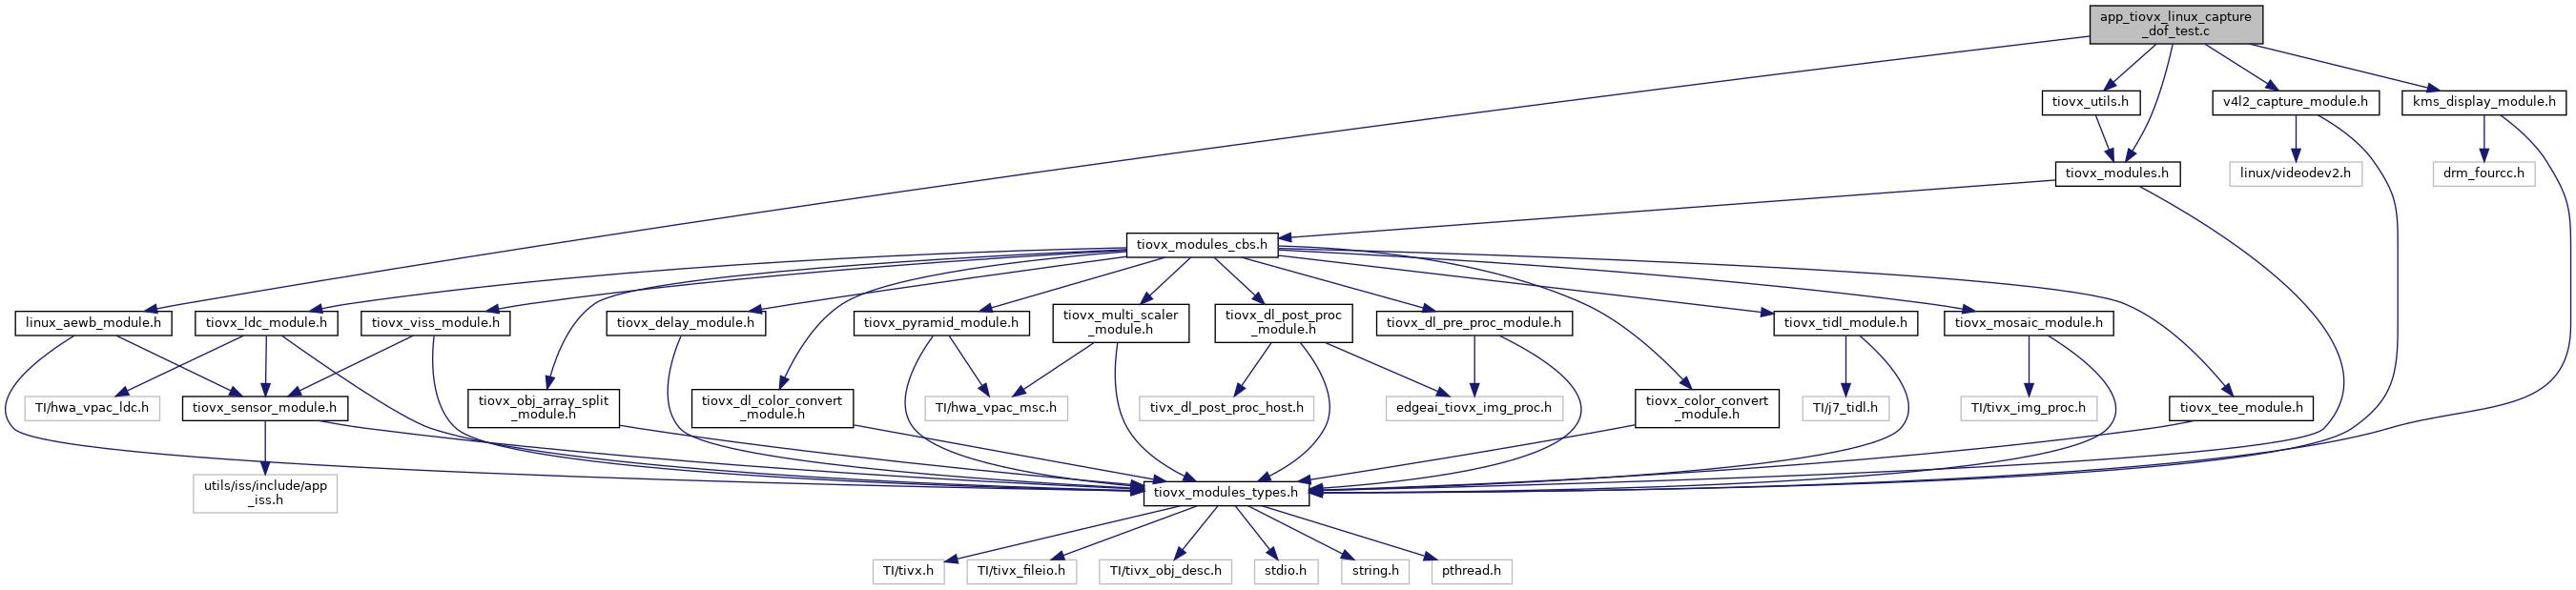 app_tiovx_linux_capture
_dof_test.c
tiovx_utils.h
v4l2_capture_module.h
kms_display_module.h
tiovx_modules.h
linux/videodev2.h
drm_fourcc.h
tiovx_modules_cbs.h
linux_aewb_module.h
tiovx_ldc_module.h
tiovx_viss_module.h
tiovx_delay_module.h
tiovx_pyramid_module.h
tiovx_multi_scaler
_module.h
tiovx_dl_post_proc
_module.h
tiovx_dl_pre_proc_module.h
tiovx_tidl_module.h
tiovx_mosaic_module.h
TI/hwa_vpac_ldc.h
tiovx_sensor_module.h
tiovx_obj_array_split
_module.h
tiovx_dl_color_convert
_module.h
TI/hwa_vpac_msc.h
tivx_dl_post_proc_host.h
edgeai_tiovx_img_proc.h
tiovx_color_convert
_module.h
TI/j7_tidl.h
TI/tivx_img_proc.h
tiovx_tee_module.h
utils/iss/include/app
_iss.h
tiovx_modules_types.h
TI/tivx.h
TI/tivx_fileio.h
TI/tivx_obj_desc.h
stdio.h
string.h
pthread.h